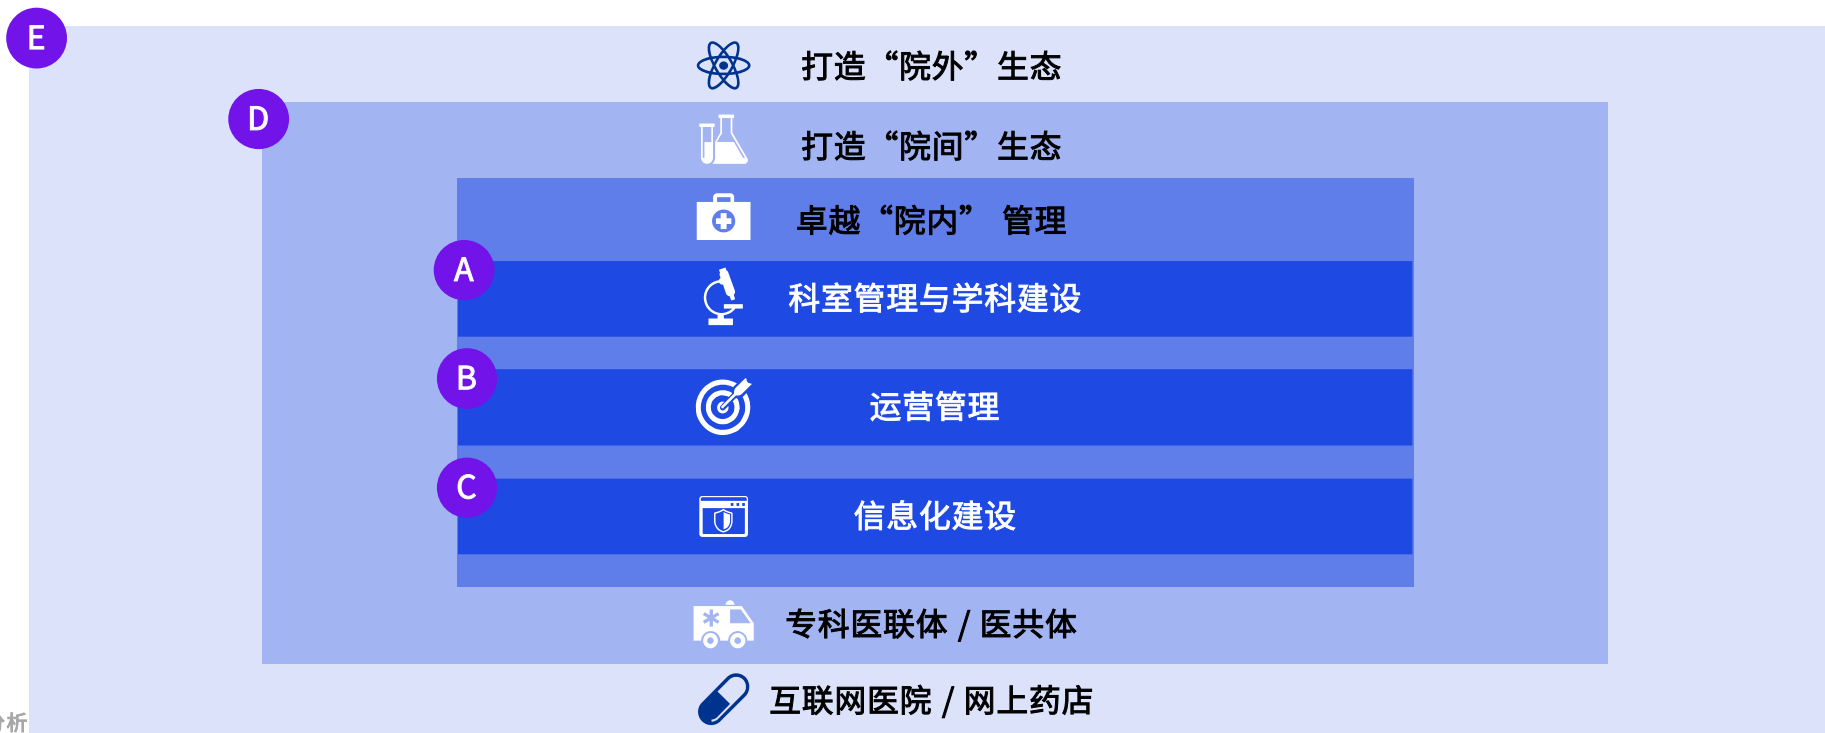 E
打造“院外”生态
D
打造“院间”生态
卓越“院内” 管理
A
科室管理与学科建设
B
运营管理
C
信息化建设
专科医联体 / 医共体
互联网医院 / 网上药店
析